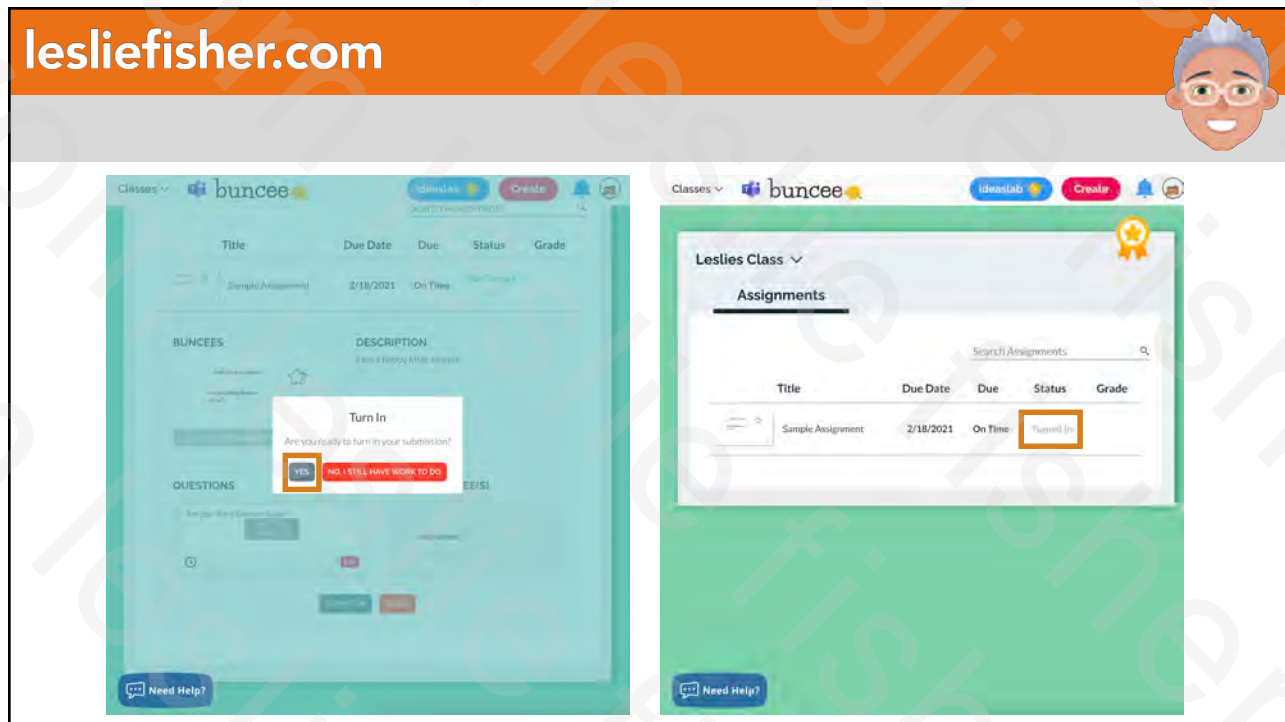 lesliefisher.com
Classes buncee ideaslab Create
Search Assignments
Title Due Date Due Status Grade
Sample Assignment 2/18/2021 On Time
BUNCEES DESCRIPTION
Turn In
Are you ready to turn in your submission?
YES NO, I STILL HAVE WORK TO DO
QUESTIONS
Need Help?
Classes buncee ideaslab Create
Leslies Class
Assignments
Search Assignments
Title Due Date Due Status Grade
Sample Assignment 2/18/2021 On Time Turned In
Need Help?